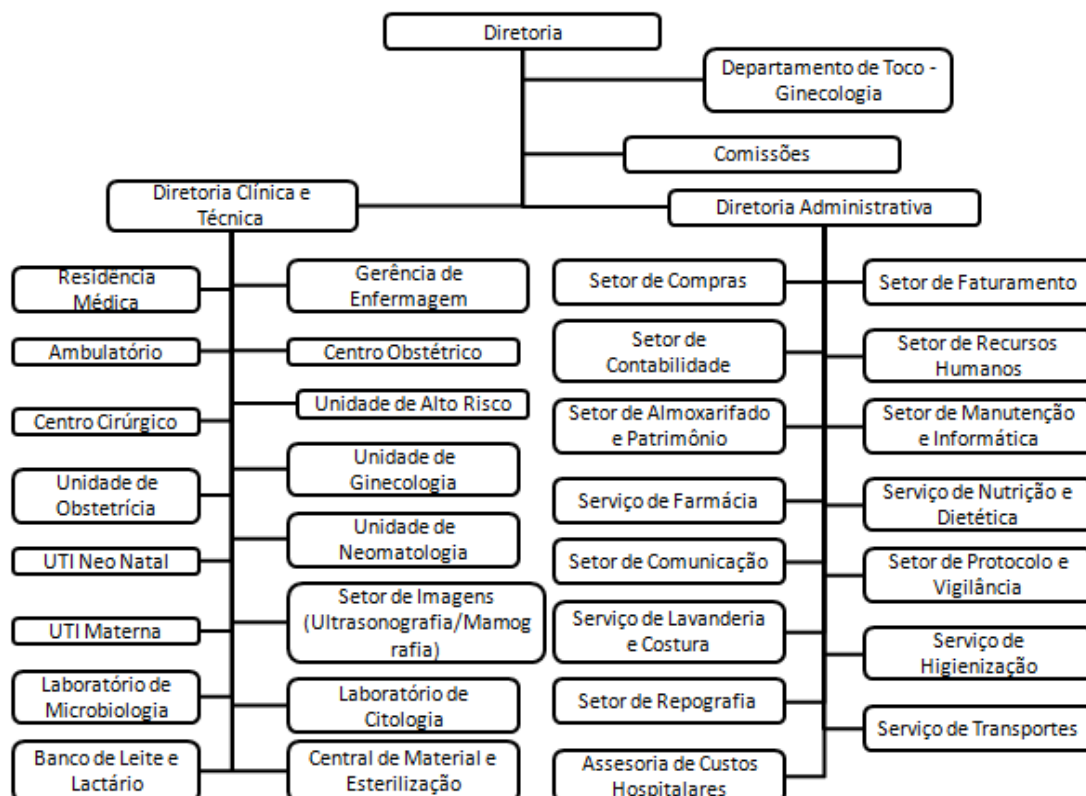 Diretoria
Departamento de Toco -
Ginecologia
Comissões
Diretoria Clínica e
Técnica
Diretoria Administrativa
Residência
Médica
Gerência de
Enfermagem
Ambulatório
Centro Obstétrico
Centro Cirúrgico
Unidade de Alto Risco
Unidade de
Obstetrícia
Unidade de
Ginecologia
UTI Neo Natal
Unidade de
Neomatologia
UTI Materna
Setor de Imagens
(Ultrasonografia/Mamog
rafia)
Laboratório de
Microbiologia
Laboratório de
Citologia
Banco de Leite e
Lactário
Central de Material e
Esterilização
Setor de Compras
Setor de Faturamento
Setor de
Contabilidade
Setor de Recursos
Humanos
Setor de Almoxarifado
e Patrimônio
Setor de Manutenção
e Informática
Serviço de Farmácia
Serviço de Nutrição e
Dietética
Setor de Comunicação
Setor de Protocolo e
Vigilância
Serviço de Lavanderia
e Costura
Serviço de
Higienização
Setor de Repografia
Serviço de Transportes
Assesoria de Custos
Hospitalares